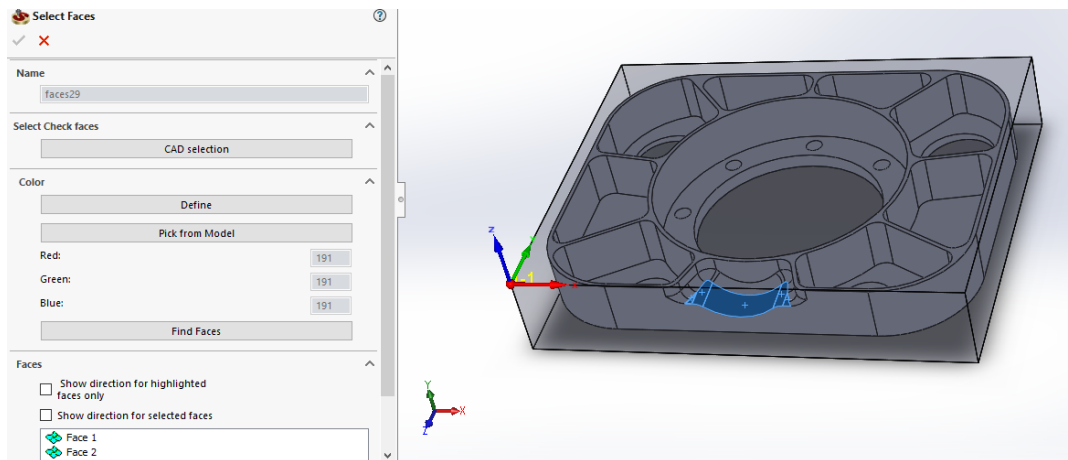 Select Faces
Name
faces29
Select Check faces
CAD selection
Color
Define
Pick from Model
Red: 191
Green: 191
Blue: 191
Find Faces
Faces
Show direction for highlighted
faces only
Show direction for selected faces
Face 1
Face 2
z
-1
Y
X
Z